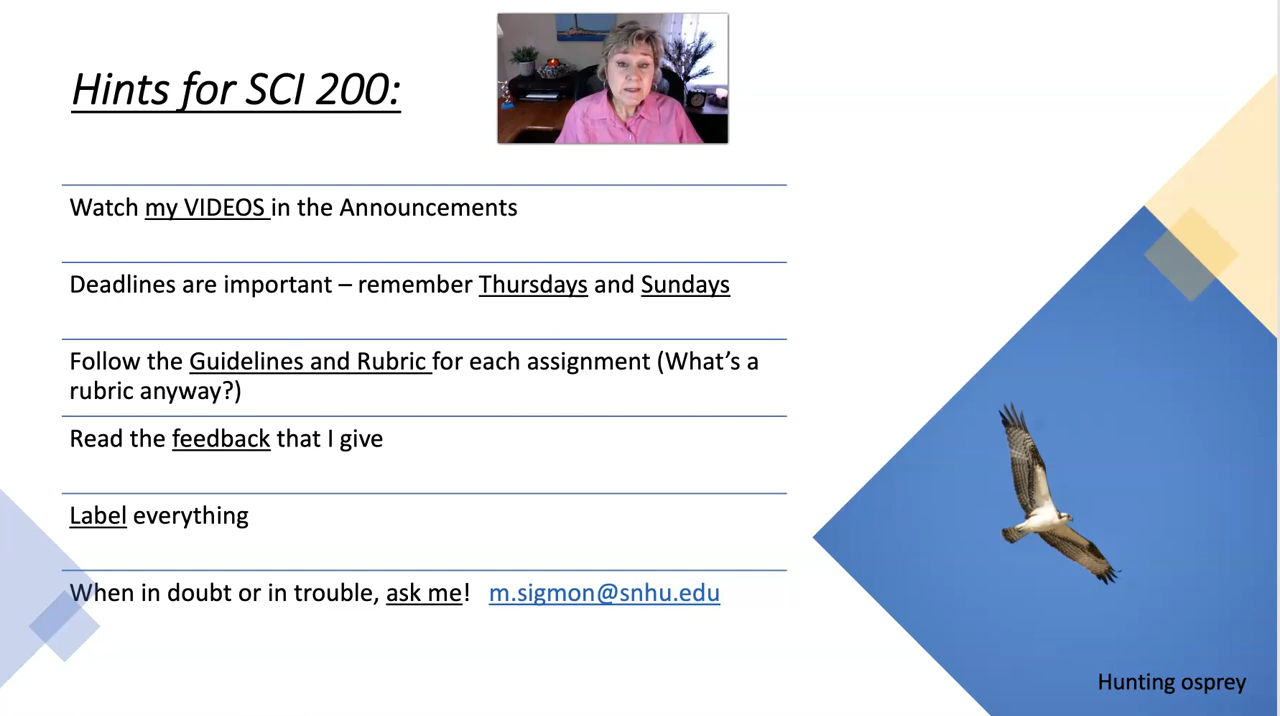 Hints for SCI 200:
Watch my VIDEOS in the Announcements
Deadlines are important – remember Thursdays and Sundays
Follow the Guidelines and Rubric for each assignment (What’s a
rubric anyway?)
Read the feedback that I give
Label everything
When in doubt or in trouble, ask me! m.sigmon@snhu.edu
Hunting osprey